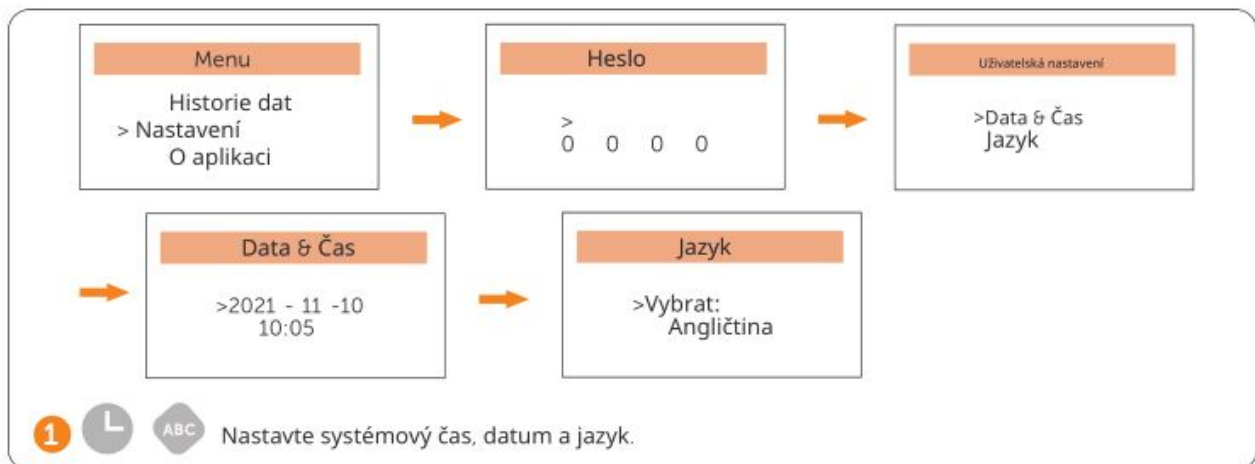 Menu
Historie dat
> Nastavení
O aplikaci
Heslo
>
0 0 0 0
Uživatelská nastavení
>Data & Čas
Jazyk
Data & Čas
>2021 - 11 -10
10:05
Jazyk
>Vybrat:
Angličtina
1 ABC Nastavte systémový čas, datum a jazyk.